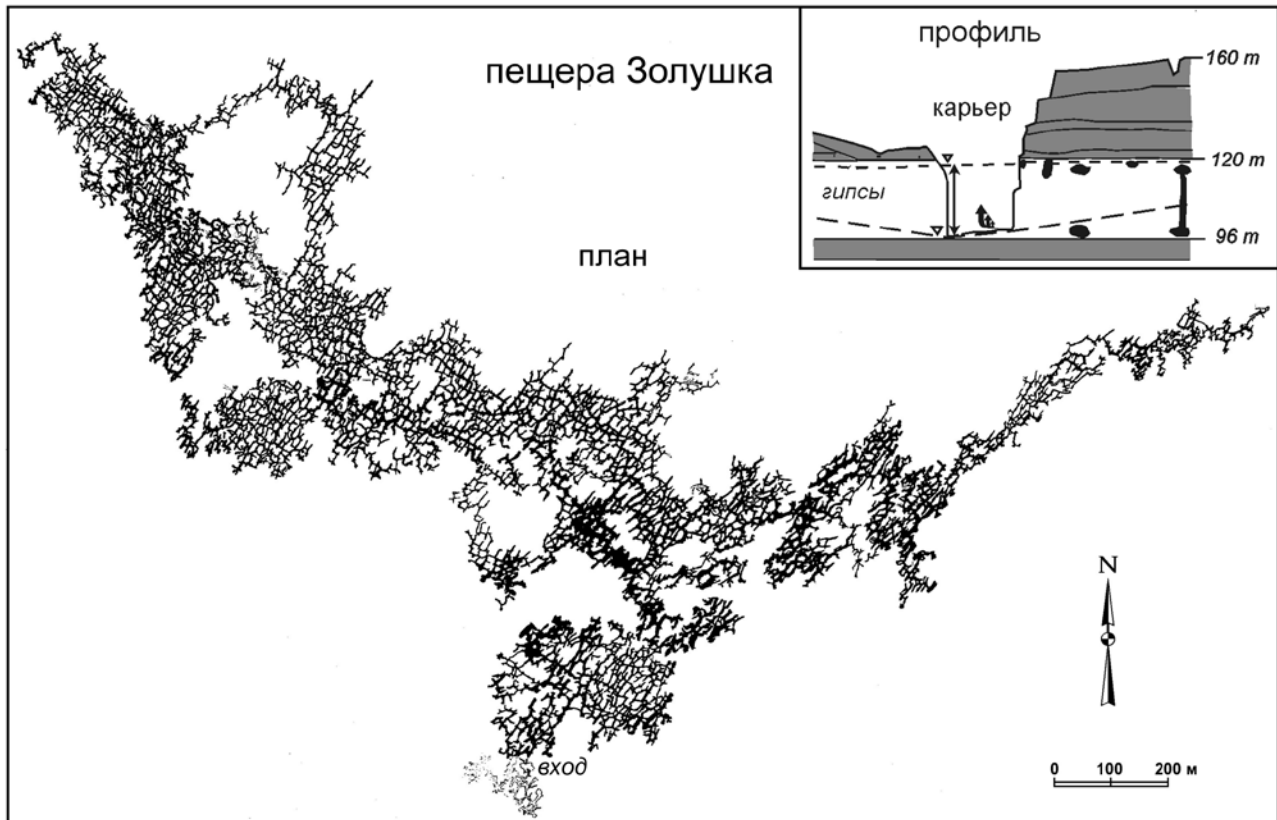 пещера Золушка
план
вход
N
0 100 200 м
профиль
карьер
гипсы
160 m
120 m
96 m